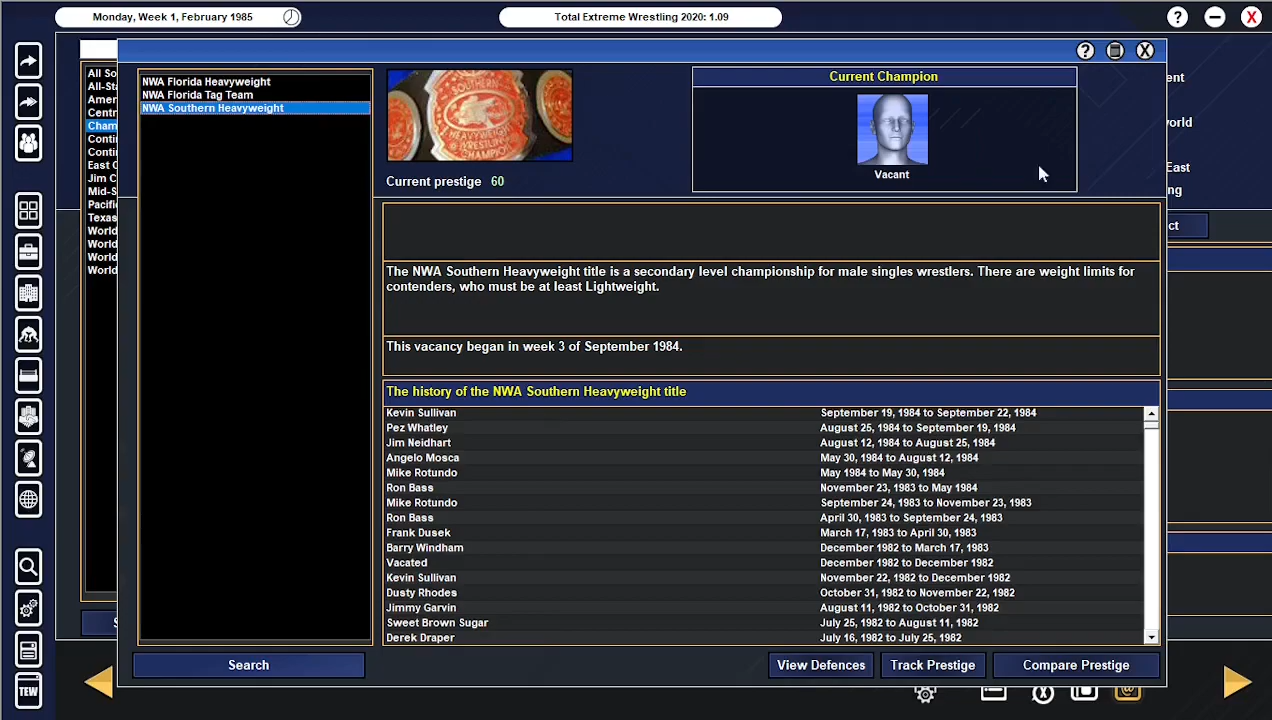 Monday, Week 1, February 1985
Total Extreme Wrestling 2020: 1.09
?
X
?
X
All So
All-Sta
Amer
Centr
Cham
Contin
Contin
East C
Jim C
Mid-S
Pacific
Texas
World
World
World
World
NWA Florida Heavyweight
NWA Florida Tag Team
NWA Southern Heavyweight
SOUTHERN
HEAVYWEIGHT
WRESTLING
CHAMPION
Current prestige 60
Current Champion
Vacant
ent
world
East
ng
ct
The NWA Southern Heavyweight title is a secondary level championship for male singles wrestlers. There are weight limits for
contenders, who must be at least Lightweight.
This vacancy began in week 3 of September 1984.
The history of the NWA Southern Heavyweight title
Kevin Sullivan September 19, 1984 to September 22, 1984
Pez Whatley August 25, 1984 to September 19, 1984
Jim Neidhart August 12, 1984 to August 25, 1984
Angelo Mosca May 30, 1984 to August 12, 1984
Mike Rotundo May 1984 to May 30, 1984
Ron Bass November 23, 1983 to May 1984
Mike Rotundo September 24, 1983 to November 23, 1983
Ron Bass April 30, 1983 to September 24, 1983
Frank Dusek March 17, 1983 to April 30, 1983
Barry Windham December 1982 to March 17, 1983
Vacated December 1982 to December 1982
Kevin Sullivan November 22, 1982 to December 1982
Dusty Rhodes October 31, 1982 to November 22, 1982
Jimmy Garvin August 11, 1982 to October 31, 1982
Sweet Brown Sugar July 25, 1982 to August 11, 1982
Derek Draper July 16, 1982 to July 25, 1982
S
Search
View Defences
Track Prestige
Compare Prestige
TEW